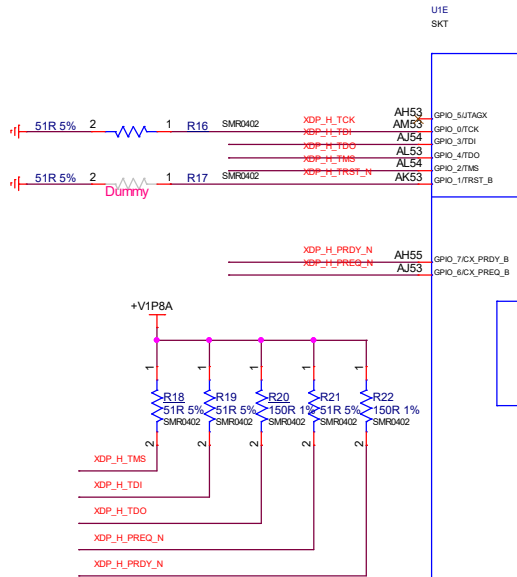 U1E
SKT
51R 5% 2 1 R16 SMR0402 XDP_H_TCK AH53 GPIO_5/JTAGX
XDP_H_TDI AM53 GPIO_0/TCK
XDP_H_TDO AJ54 GPIO_3/TDI
XDP_H_TMS AL53 GPIO_4/TDO
XDP_H_TRST_N AL54 GPIO_2/TMS
51R 5% 2 1 R17 SMR0402 AK53 GPIO_1/TRST_B
Dummy
XDP_H_PRDY_N AH55 GPIO_7/CX_PRDY_B
XDP_H_PREQ_N AJ53 GPIO_6/CX_PREQ_B
+V1P8A
1 1 1 1 1
R18 R19 R20 R21 R22
51R 5% 51R 5% 150R 1% 51R 5% 150R 1%
SMR0402 SMR0402 SMR0402 SMR0402 SMR0402
2 2 2 2 2
XDP_H_TMS
XDP_H_TDI
XDP_H_TDO
XDP_H_PREQ_N
XDP_H_PRDY_N